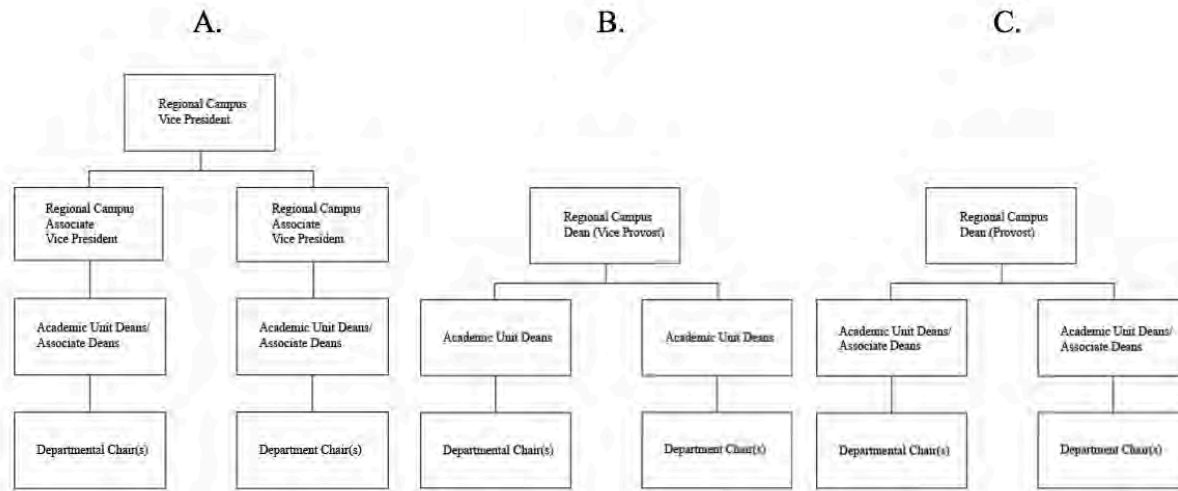 A.
B.
C.
Regional Campus
Vice President
Regional Campus
Associate
Vice President
Regional Campus
Associate
Vice President
Academic Unit Deans/
Associate Deans
Academic Unit Deans/
Associate Deans
Departmental Chair(s)
Department Chair(s)
Regional Campus
Dean (Vice Provost)
Academic Unit Deans
Academic Unit Deans
Departmental Chair(s)
Department Chair(s)
Regional Campus
Dean (Provost)
Academic Unit Deans/
Associate Deans
Academic Unit Deans/
Associate Deans
Departmental Chair(s)
Department Chair(s)